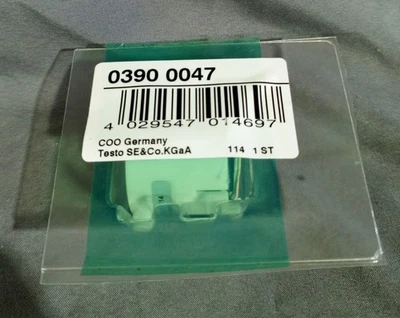 0390 0047
4 029547 014697
COO Germany
Testo SE&Co.KGaA 114 1 ST